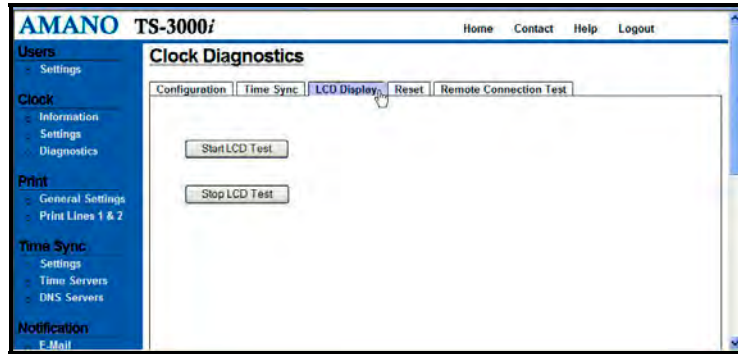 AMANO TS-3000i
Home Contact Help Logout
Users
Settings
Clock
Information
Settings
Diagnostics
Print
General Settings
Print Lines 1 & 2
Time Sync
Settings
Time Servers
DNS Servers
Notification
E-Mail
Clock Diagnostics
Configuration Time Sync LCD Display Reset Remote Connection Test
Start LCD Test
Stop LCD Test